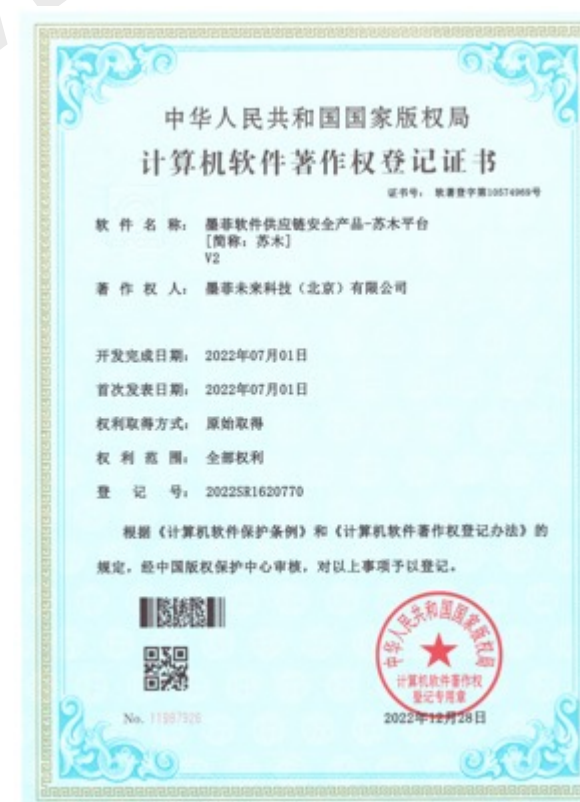 中华人民共和国国家版权局
计算机软件著作权登记证书
证书号： 软著登字第10574969号
软件名称： 墨菲软件供应链安全产品-苏木平台
[简称：苏木]
V2
著作权人： 墨菲未来科技（北京）有限公司
开发完成日期： 2022年07月01日
首次发表日期： 2022年07月01日
权利取得方式： 原始取得
权利范围： 全部权利
登记号： 2022SR1620770
根据《计算机软件保护条例》和《计算机软件著作权登记办法》的
规定，经中国版权保护中心审核，对以上事项予以登记。
中华人民共和国国家版权局
计算机软件著作权
登记专用章
No. 11987926
2022年12月28日